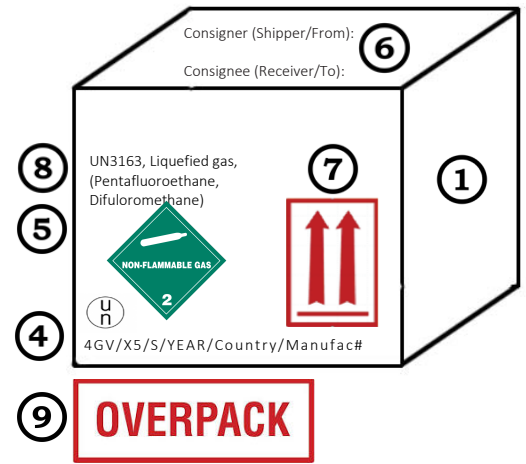 Consigner (Shipper/From):
6
Consignee (Receiver/To):
8
UN3163, Liquefied gas,
(Pentafluoroethane,
Difuloromethane)
7
1
5
NON-FLAMMABLE GAS
2
un
4
4GV/X5/S/YEAR/Country/Manufac#
9
OVERPACK